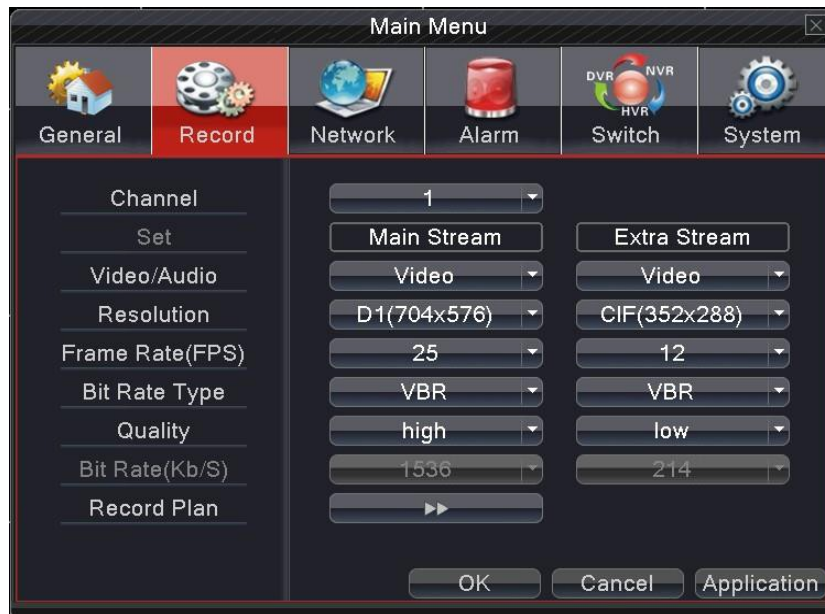 Main Menu
DVR NVR
HVR
General Record Network Alarm Switch System
Channel 1
Set Main Stream Extra Stream
Video/Audio Video Video
Resolution D1(704x576) CIF(352x288)
Frame Rate(FPS) 25 12
Bit Rate Type VBR VBR
Quality high low
Bit Rate(Kb/S) 1536 214
Record Plan
OK Cancel Application